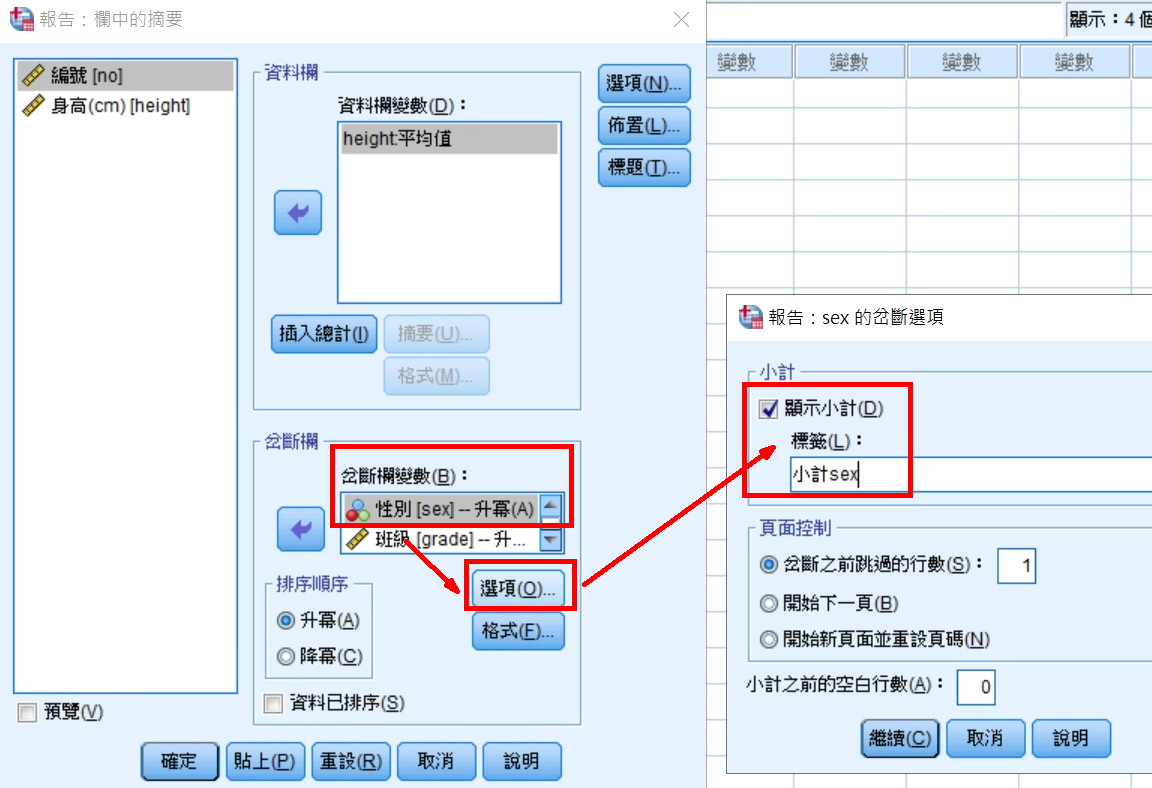 報告：欄中的摘要
編號 [no]
身高(cm) [height]
預覽(V)
資料欄
資料欄變數(D)：
height:平均值
插入總計(I)
摘要(U)...
格式(M)...
選項(N)...
佈置(L)...
標題(T)...
岔斷欄
岔斷欄變數(B)：
性別 [sex] -- 升冪(A)
班級 [grade] -- 升...
排序順序
升冪(A)
降冪(C)
選項(O)...
格式(F)...
資料已排序(S)
確定
貼上(P)
重設(R)
取消
說明
顯示：4 個
變數
變數
變數
變數
報告：sex 的岔斷選項
小計
顯示小計(D)
標籤(L)：
小計sex
頁面控制
岔斷之前跳過的行數(S)：
1
開始下一頁(B)
開始新頁面並重設頁碼(N)
小計之前的空白行數(A)：
0
繼續(C)
取消
說明